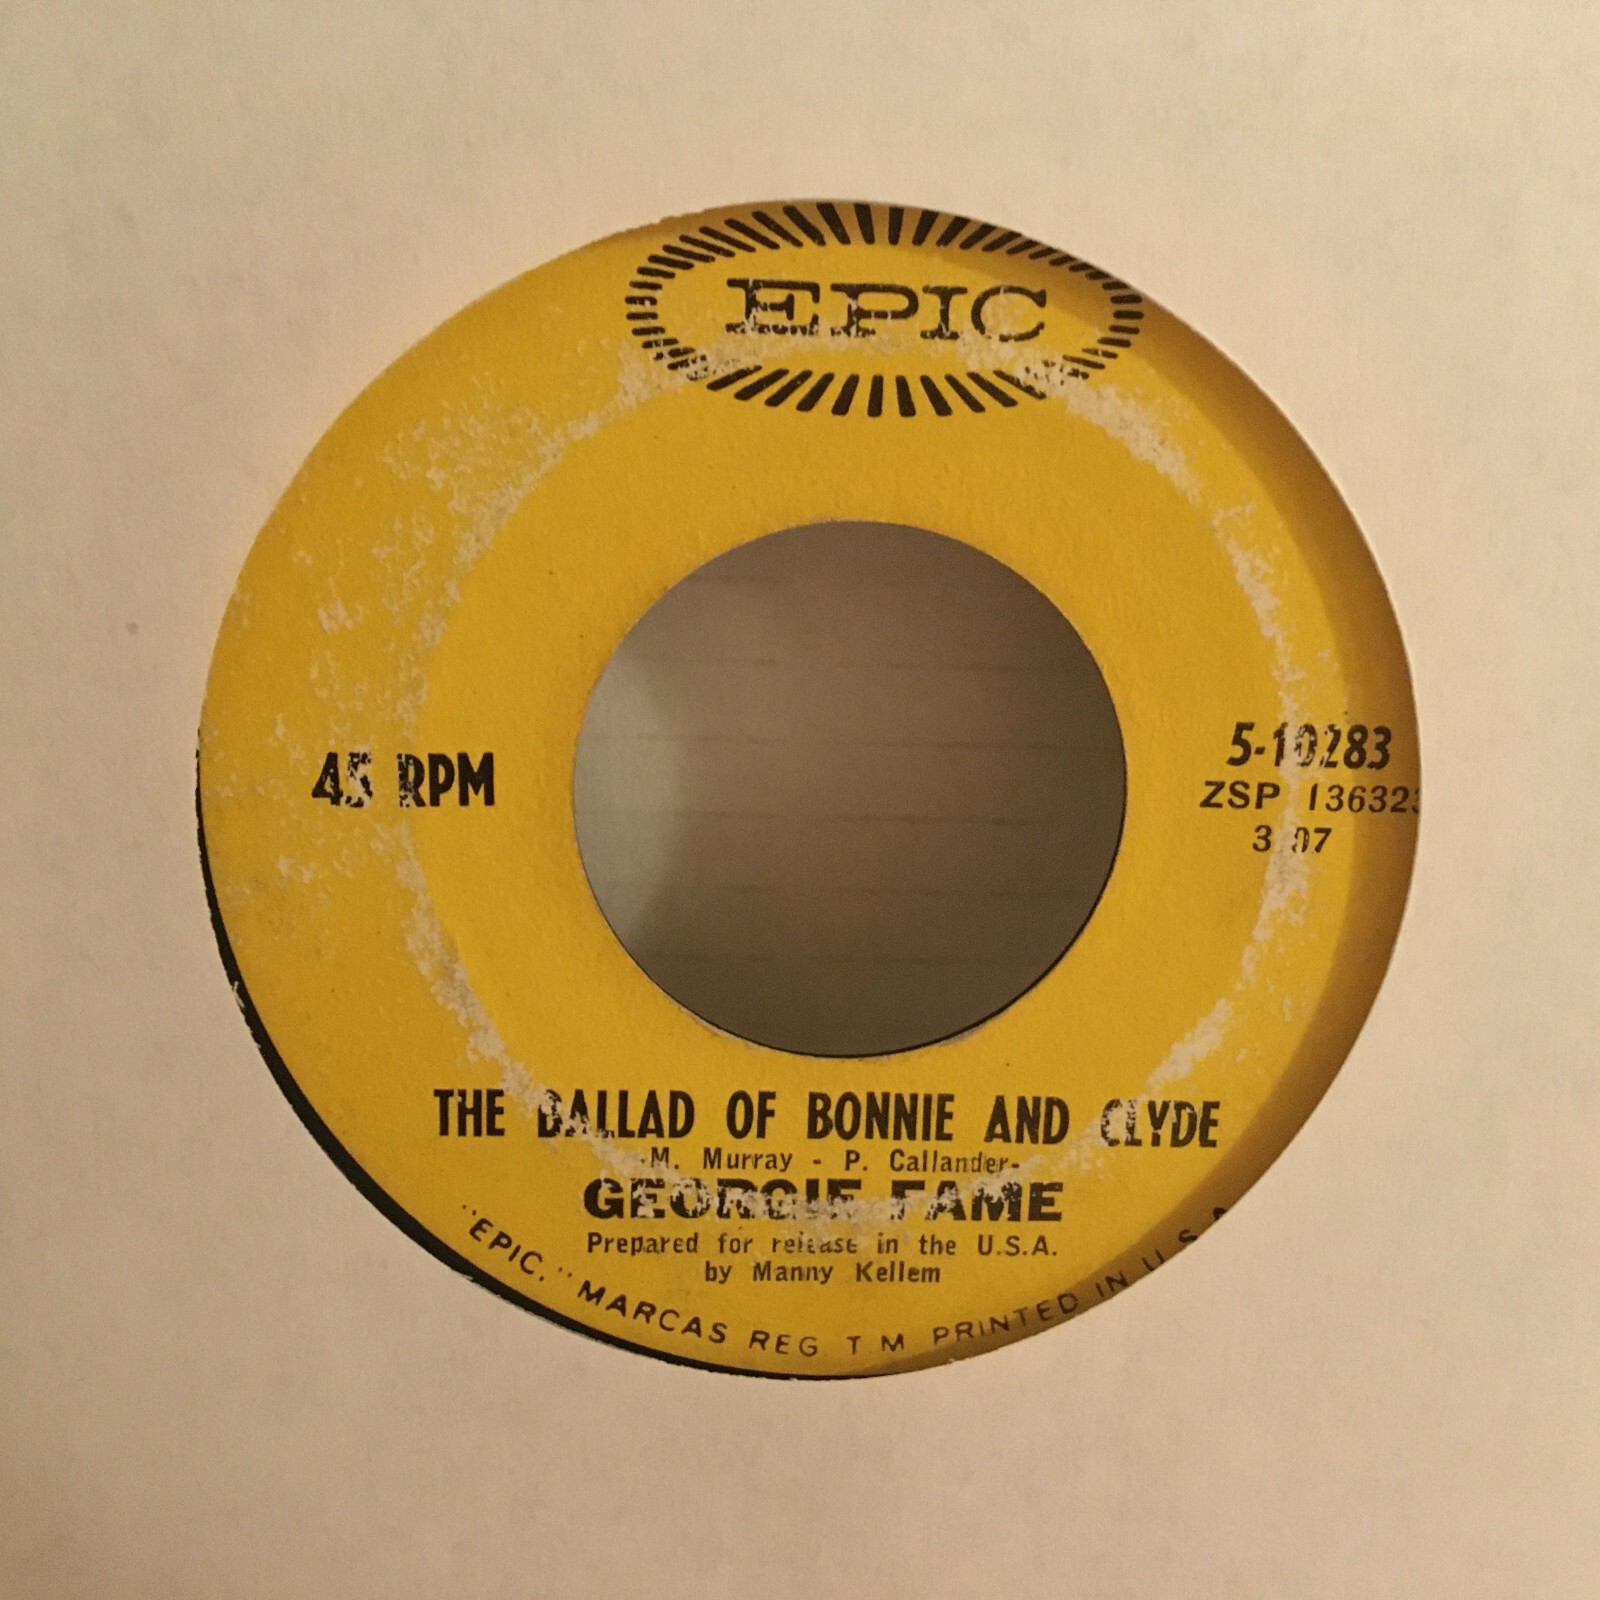 EPIC
45 RPM
5-10283
ZSP 136323
3 07
THE BALLAD OF BONNIE AND CLYDE
-M. Murray - P. Callander-
GEORGIE FAME
Prepared for release in the U.S.A.
by Manny Kellem
"EPIC," MARCAS REG T M PRINTED IN U S A